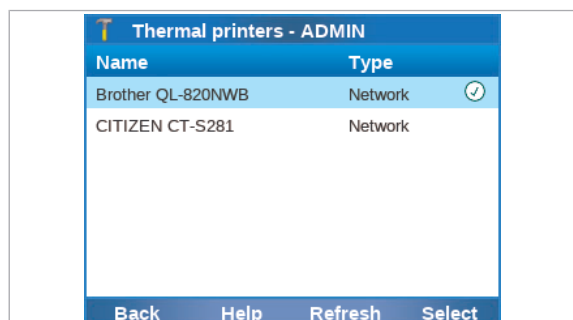 Thermal printers - ADMIN
Name Type
Brother QL-820NWB Network
CITIZEN CT-S281 Network
Back Help Refresh Select